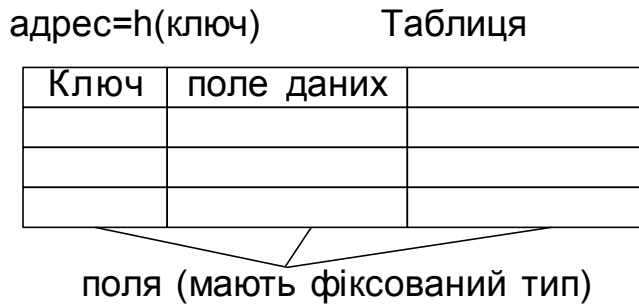 адрес=h(ключ) Таблиця
Ключ поле даних
поля (мають фіксований тип)